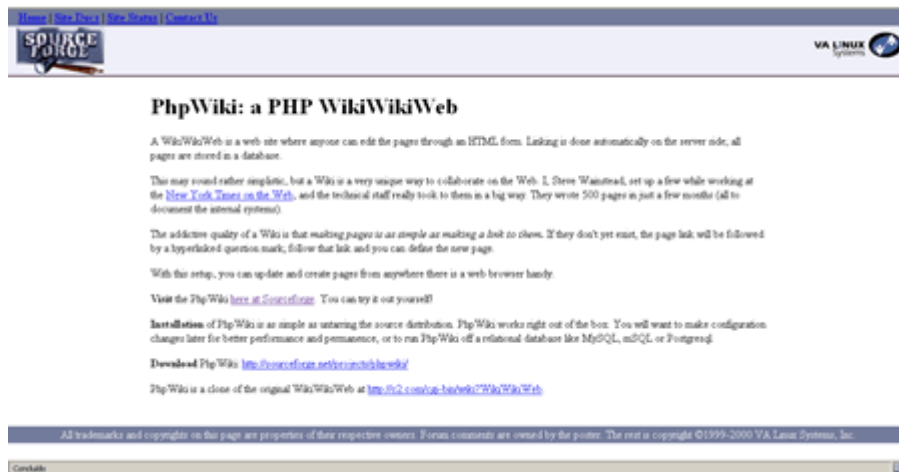 Home | Site Docs | Site Status | Contact Us
SOURCE FORGE
VA LINUX Systems
PhpWiki: a PHP WikiWikiWeb
A WikiWikiWeb is a web site where anyone can edit the pages through an HTML form. Linking is done automatically on the server side, all
pages are stored in a database.
This may sound rather simplistic, but a Wiki is a very unique way to collaborate on the Web. I, Steve Wainstead, set up a few while working at
the New York Times on the Web, and the technical staff really took to them in a big way. They wrote 500 pages in just a few months (all to
document the internal systems).
The addictive quality of a Wiki is that making pages is as simple as making a link to them. If they don't yet exist, the page link will be followed
by a hyperlinked question mark; follow that link and you can define the new page.
With this setup, you can update and create pages from anywhere there is a web browser handy.
Visit the PhpWiki here at Sourceforge. You can try it out yourself!
Installation of PhpWiki is as simple as untarring the source distribution. PhpWiki works right out of the box. You will want to make configuration
changes later for better performance and permanence, or to run PhpWiki off a relational database like MySQL, mSQL or Postgresql.
Download PhpWiki: http://sourceforge.net/projects/phpwiki/
PhpWiki is a clone of the original WikiWikiWeb at http://c2.com/cgi-bin/wiki?WikiWikiWeb.
All trademarks and copyrights on this page are properties of their respective owners. Forum comments are owned by the poster. The rest is copyright ©1999-2000 VA Linux Systems, Inc.
Concluído